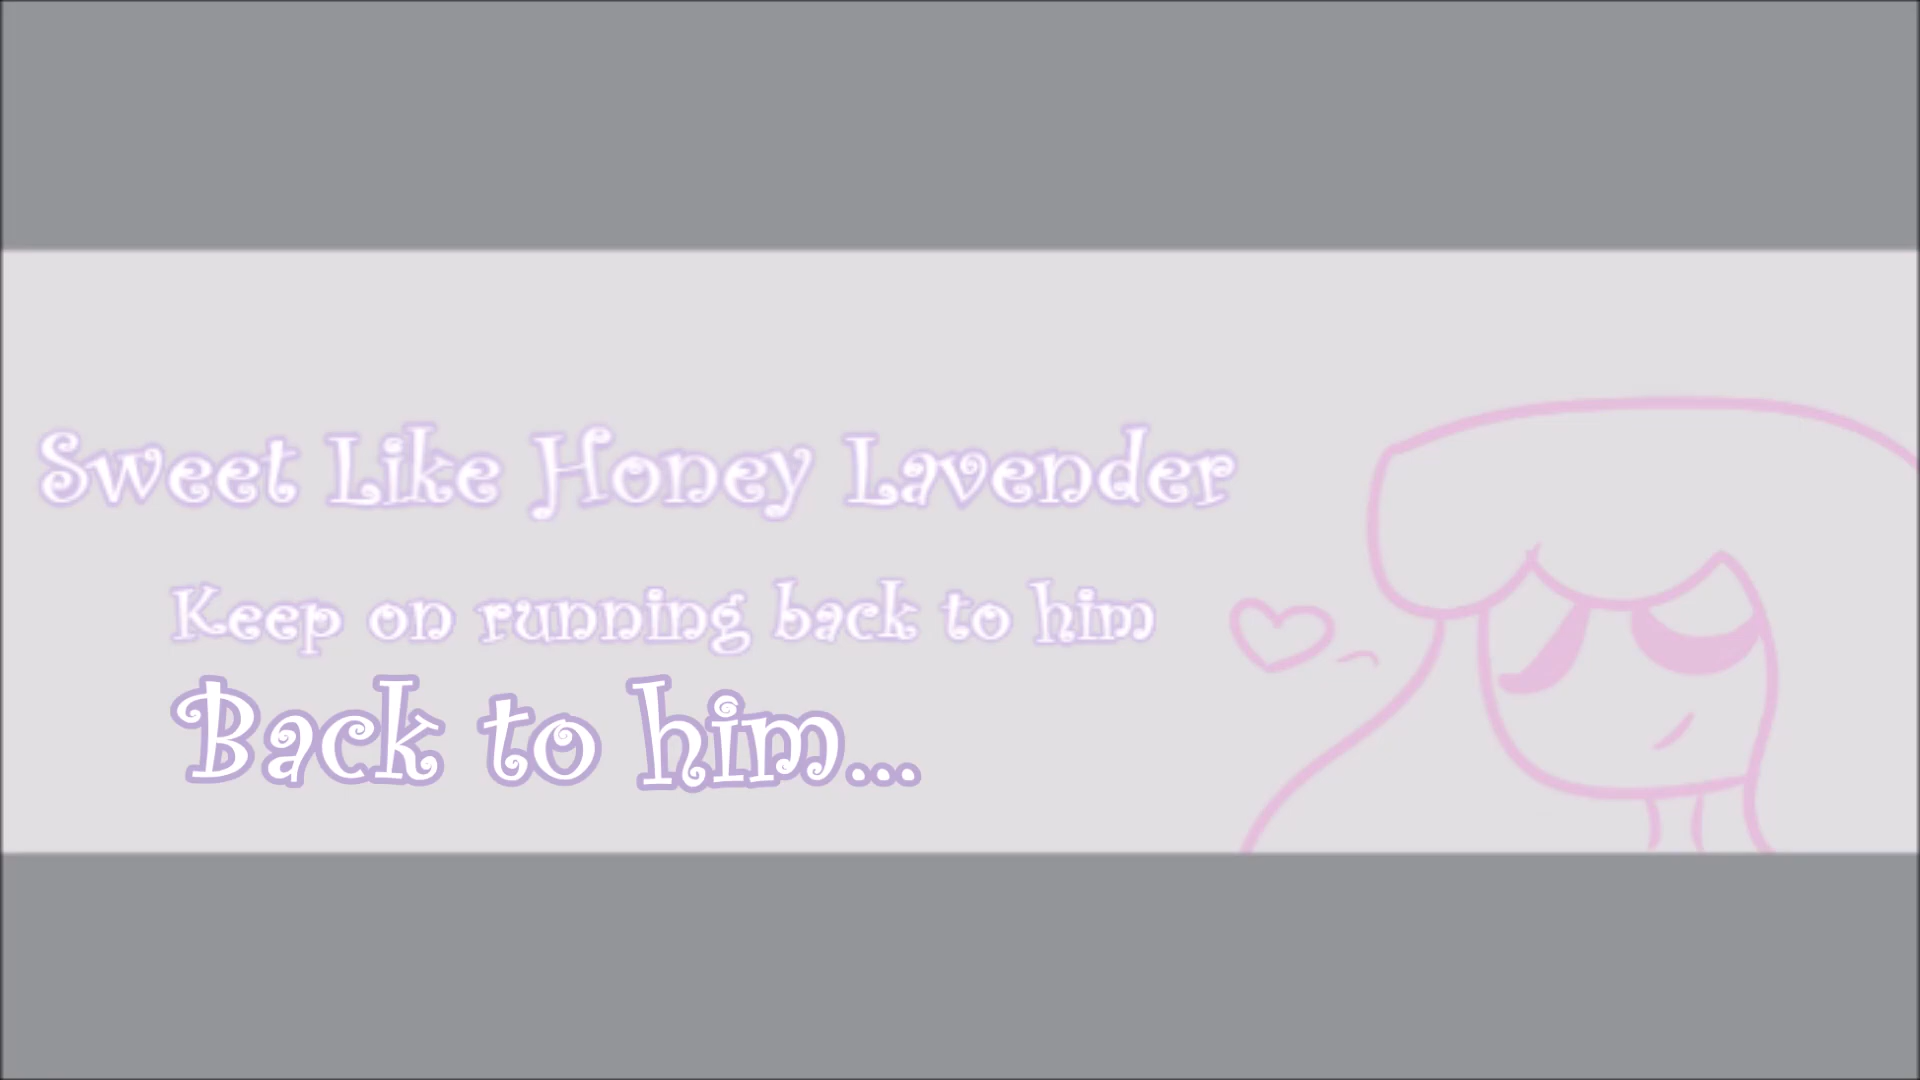 Sweet Like Honey Lavender
Keep on running back to him
Back to him...